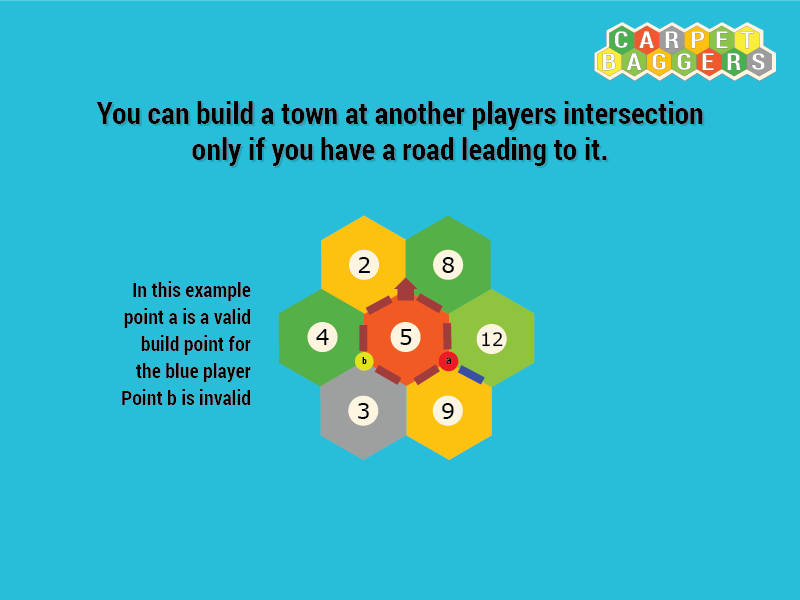 CARPET
BAGGERS
You can build a town at another players intersection
only if you have a road leading to it.
In this example
point a is a valid
build point for
the blue player
Point b is invalid
2
8
4
5
12
b
a
3
9